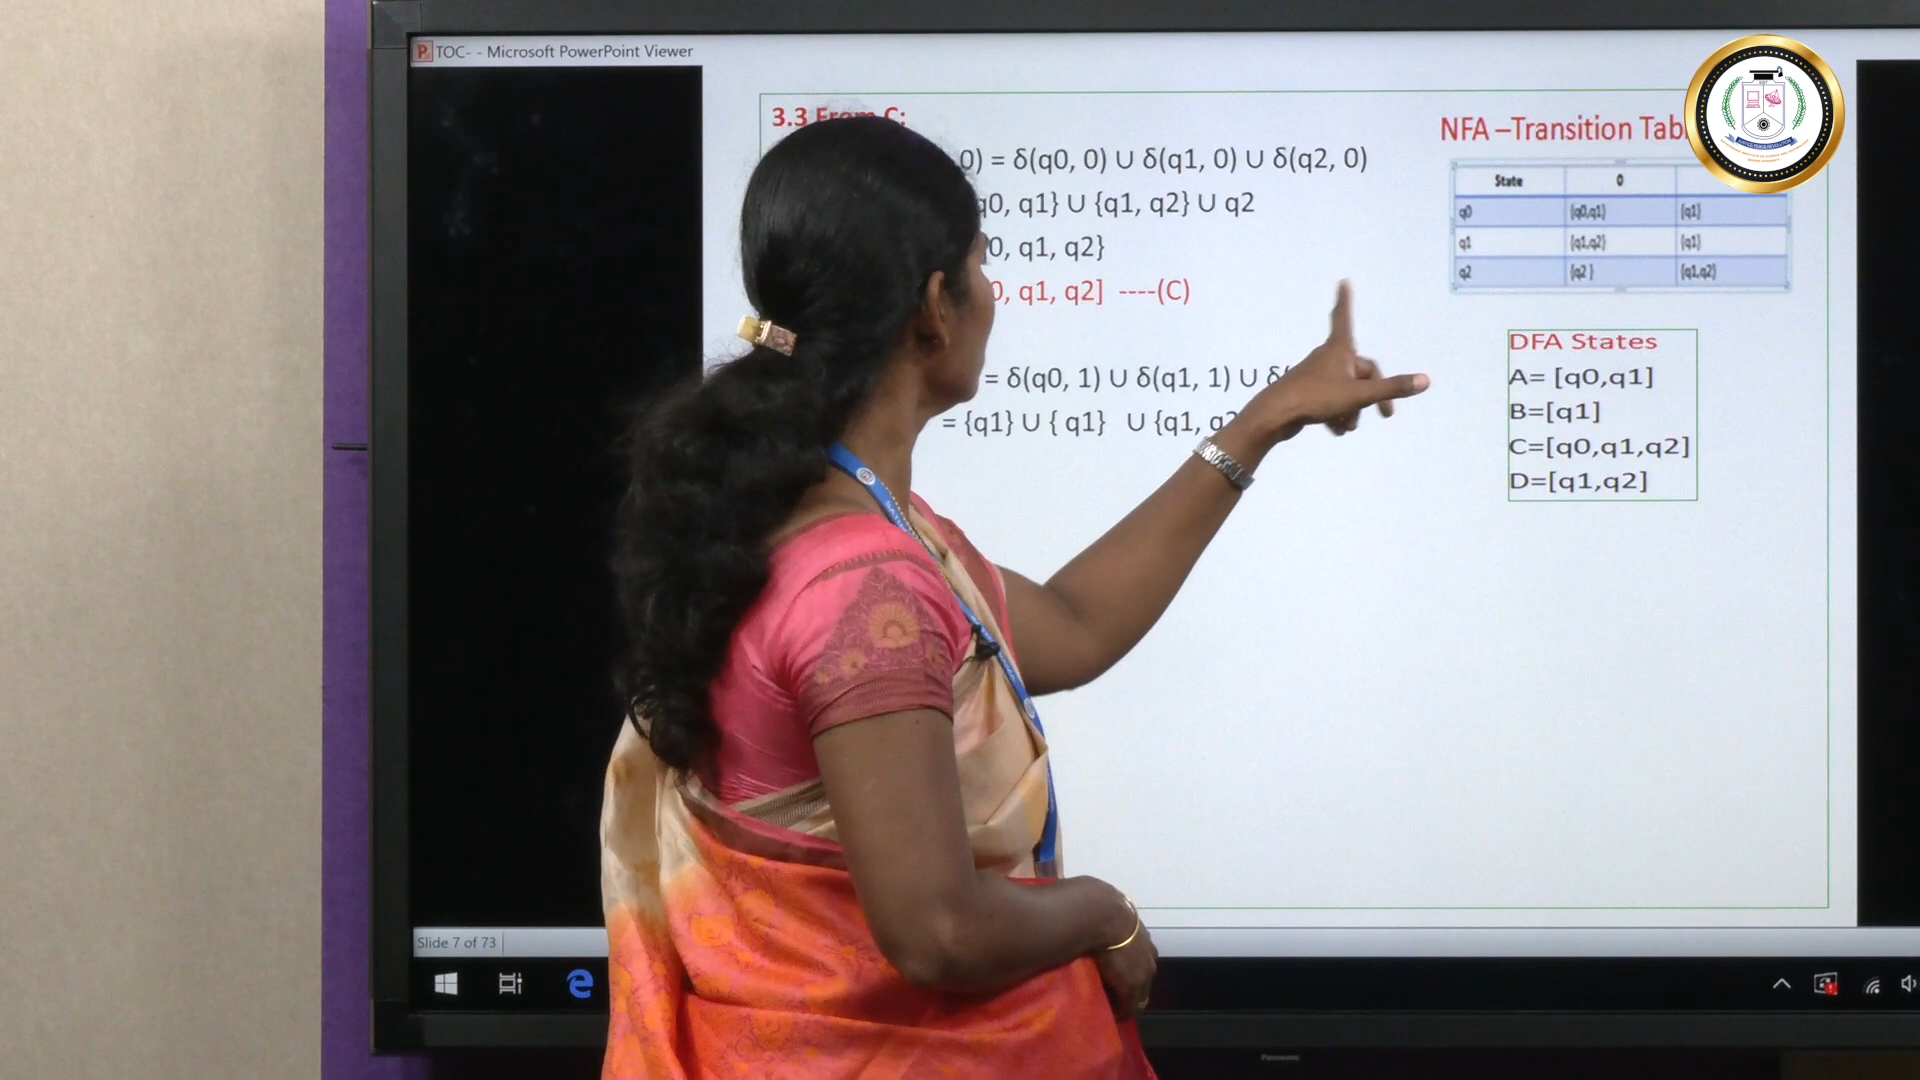 TOC- - Microsoft PowerPoint Viewer
3.3 From C:
0) = δ(q0, 0) ∪ δ(q1, 0) ∪ δ(q2, 0)
q0, q1} ∪ {q1, q2} ∪ q2
0, q1, q2}
0, q1, q2] ----(C)
= δ(q0, 1) ∪ δ(q1, 1) ∪ δ(
= {q1} ∪ { q1} ∪ {q1, q2
NFA –Transition Tab
State 0
q0 {q0,q1} {q1}
q1 {q1,q2} {q1}
q2 {q2 } {q1,q2}
DFA States
A= [q0,q1]
B=[q1]
C=[q0,q1,q2]
D=[q1,q2]
Slide 7 of 73
Panasonic